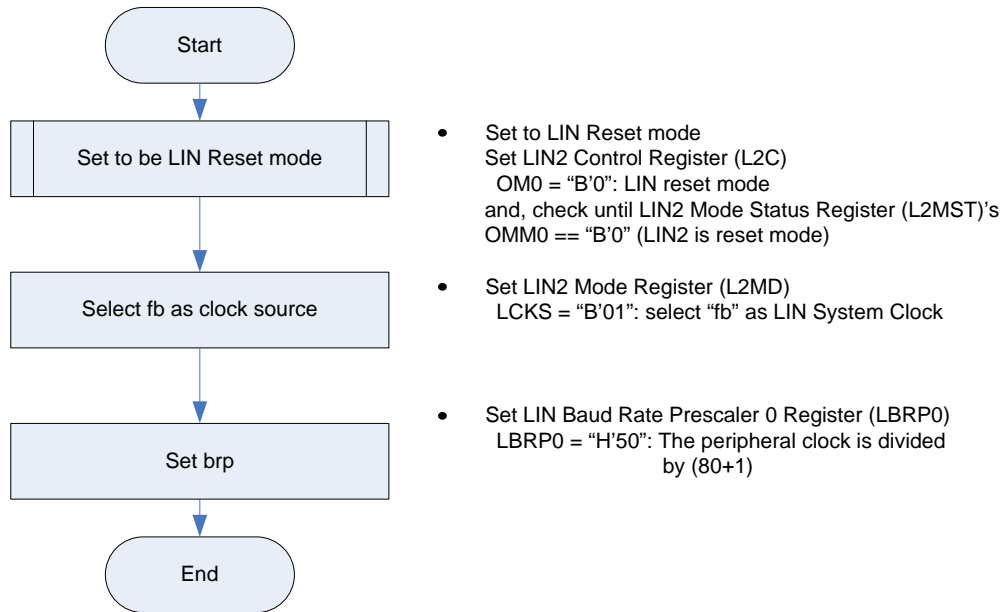 Start
Set to be LIN Reset mode
• Set to LIN Reset mode
Set LIN2 Control Register (L2C)
OM0 = “B’0”: LIN reset mode
and, check until LIN2 Mode Status Register (L2MST)’s
OMM0 == “B’0” (LIN2 is reset mode)
Select fb as clock source
• Set LIN2 Mode Register (L2MD)
LCKS = “B’01”: select “fb” as LIN System Clock
Set brp
• Set LIN Baud Rate Prescaler 0 Register (LBRP0)
LBRP0 = “H’50”: The peripheral clock is divided
by (80+1)
End